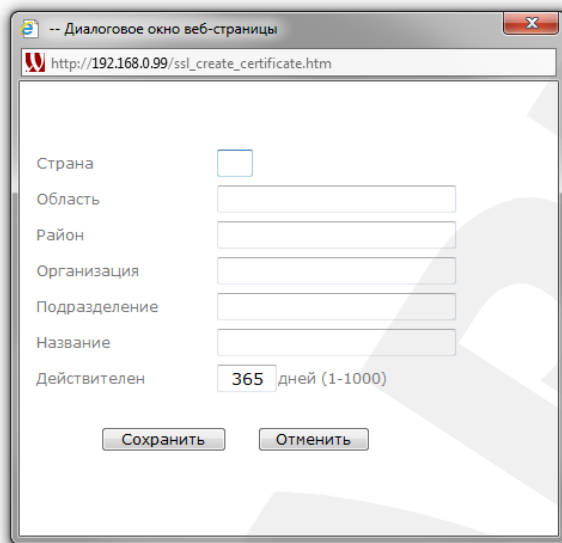 -- Диалоговое окно веб-страницы
http://192.168.0.99/ssl_create_certificate.htm
Страна
Область
Район
Организация
Подразделение
Название
Действителен 365 дней (1-1000)
Сохранить Отменить